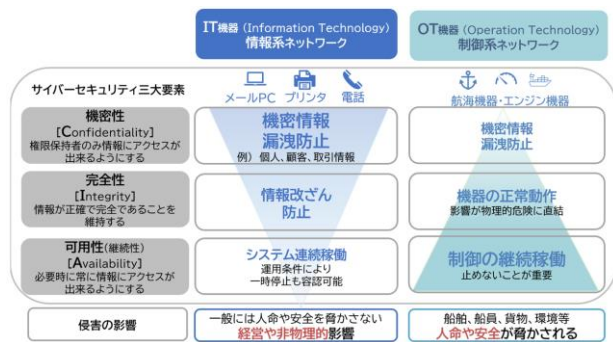 IT機器（Information Technology）
情報系ネットワーク
OT機器（Operation Technology）
制御系ネットワーク
サイバーセキュリティ三大要素
メールPC プリンタ 電話
航海機器・エンジン機器
機密性
[Confidentiality]
権限保持者のみ情報にアクセスが
出来るようにする
機密情報
漏洩防止
例）個人、顧客、取引情報
機密情報
漏洩防止
完全性
[Integrity]
情報が正確で完全であることを
維持する
情報改ざん
防止
機器の正常動作
影響が物理的危険に直結
可用性（継続性）
[Availability]
必要時に常に情報にアクセスが
出来るようにする
システム連続稼働
運用条件により
一時停止も容認可能
制御の継続稼働
止めないことが重要
侵害の影響
一般には人命や安全を脅かさない
経営や非物理的影響
船舶、船員、貨物、環境等
人命や安全が脅かされる